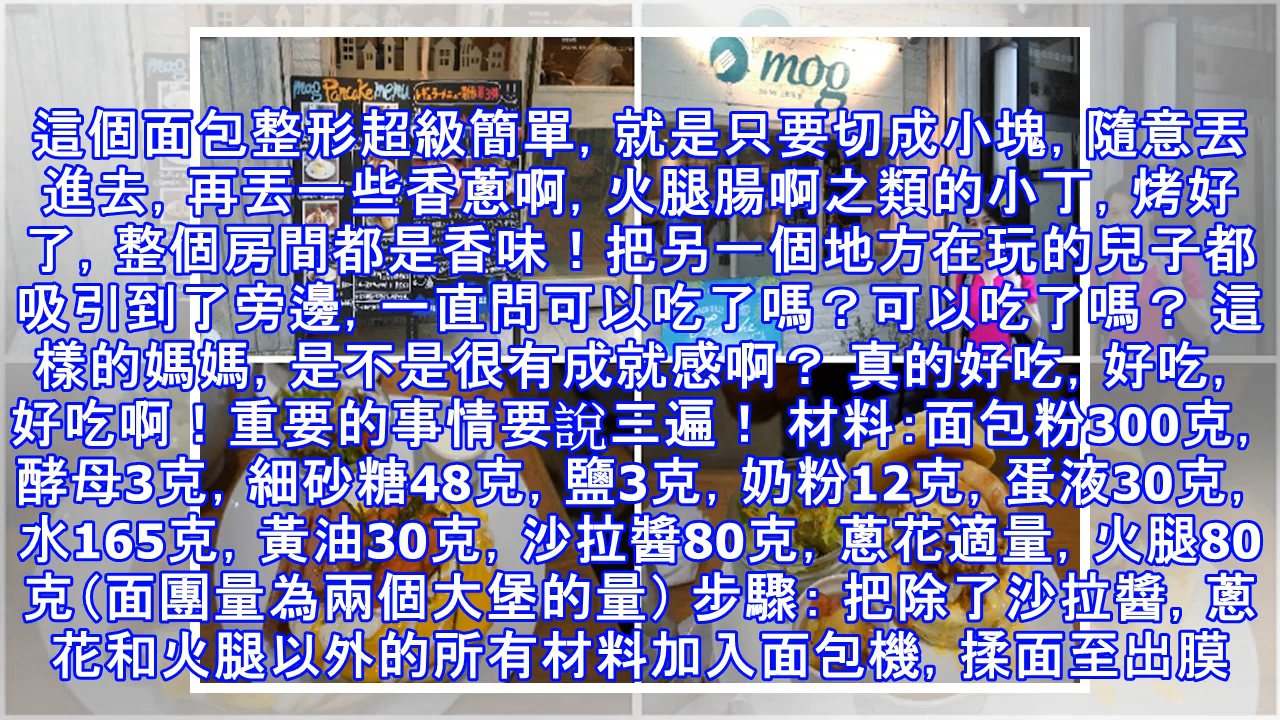 mog
mog Pancake menu
這個面包整形超級簡單, 就是只要切成小塊, 隨意丟
進去, 再丟一些香蔥啊, 火腿腸啊之類的小丁, 烤好
了, 整個房間都是香味！把另一個地方在玩的兒子都
吸引到了旁邊, 一直問可以吃了嗎？可以吃了嗎？ 這
樣的媽媽, 是不是很有成就感啊？ 真的好吃, 好吃,
好吃啊！重要的事情要說三遍！ 材料:面包粉300克,
酵母3克, 細砂糖48克, 鹽3克, 奶粉12克, 蛋液30克,
水165克, 黃油30克, 沙拉醬80克, 蔥花適量, 火腿80
克(面團量為兩個大堡的量) 步驟: 把除了沙拉醬, 蔥
花和火腿以外的所有材料加入面包機, 揉面至出膜